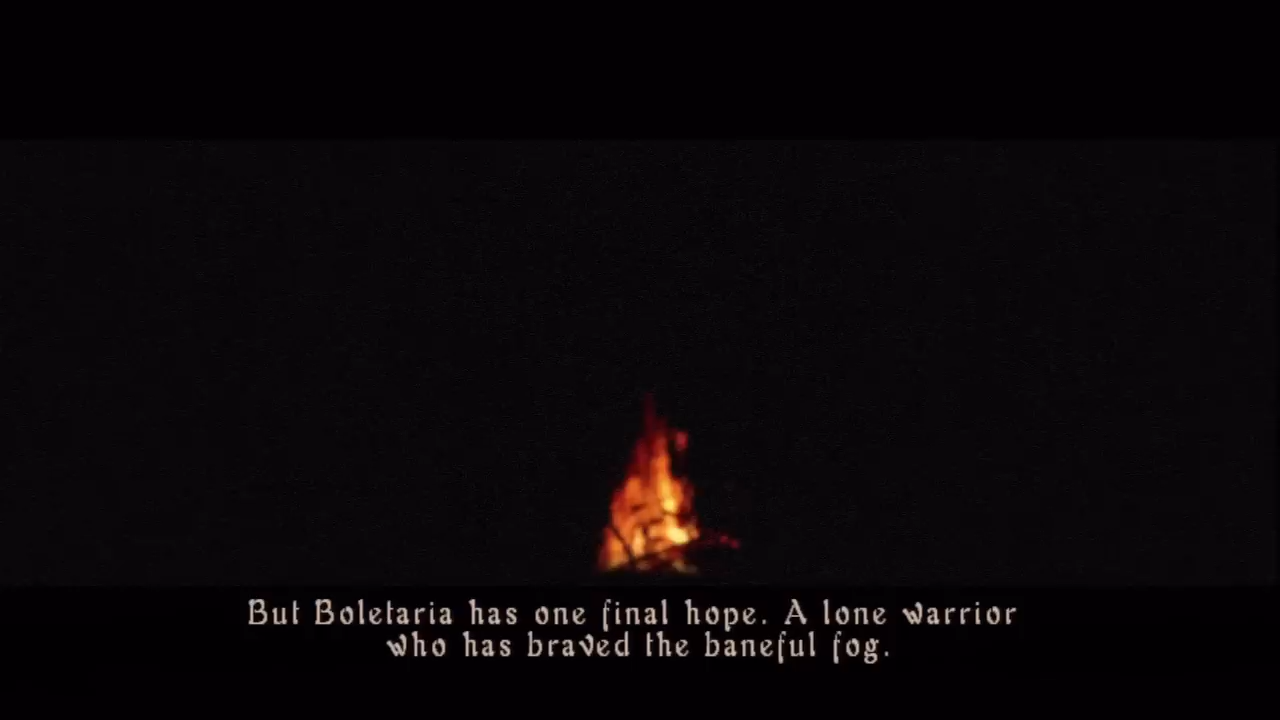 But Boletaria has one final hope. A lone warrior
who has braved the baneful fog.